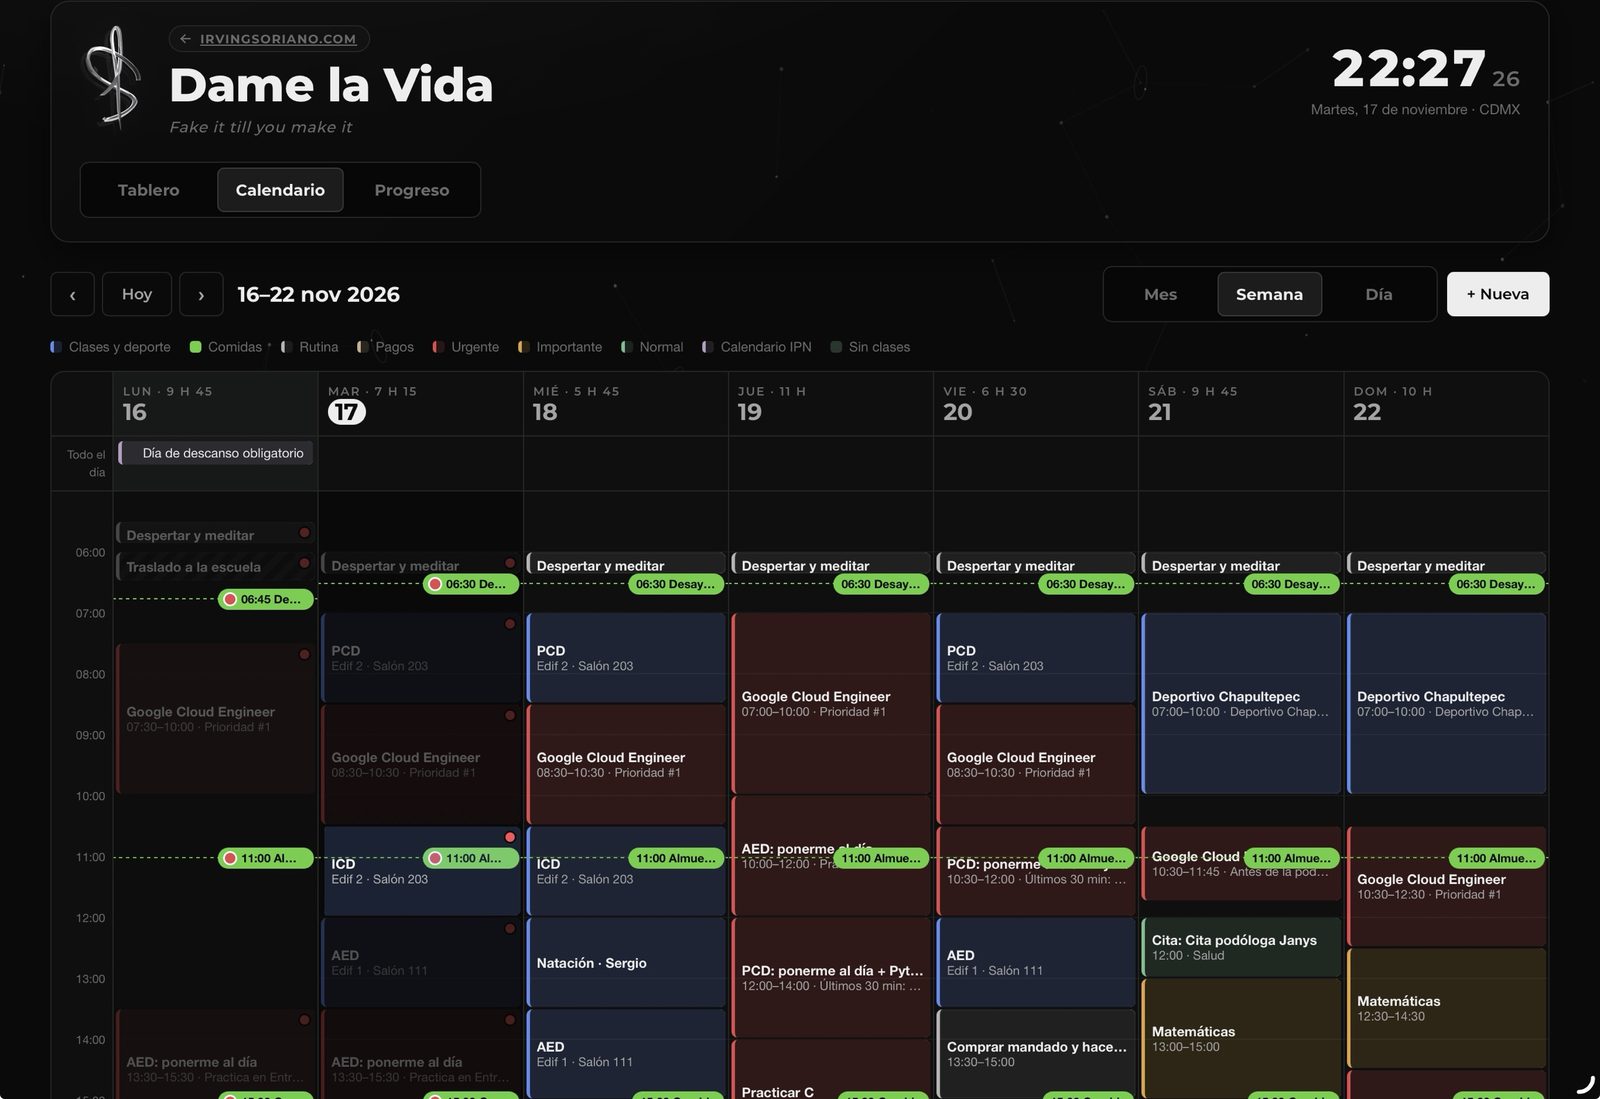 ← IRVINGSORIANO.COM
Dame la Vida
Fake it till you make it
22:27 26
Martes, 17 de noviembre · CDMX
Tablero
Calendario
Progreso
‹
Hoy
›
16–22 nov 2026
Mes
Semana
Día
+ Nueva
Clases y deporte
Comidas
Rutina
Pagos
Urgente
Importante
Normal
Calendario IPN
Sin clases
LUN · 9 H 45
16
MAR · 7 H 15
17
MIÉ · 5 H 45
18
JUE · 11 H
19
VIE · 6 H 30
20
SÁB · 9 H 45
21
DOM · 10 H
22
Todo el
día
Día de descanso obligatorio
06:00
07:00
08:00
09:00
10:00
11:00
12:00
13:00
14:00
Despertar y meditar
Traslado a la escuela
06:45 De...
Google Cloud Engineer
07:30–10:00 · Prioridad #1
11:00 Al...
AED: ponerme al día
13:30–15:30 · Practica en Entr...
Despertar y meditar
06:30 De...
PCD
Edif 2 · Salón 203
Google Cloud Engineer
08:30–10:30 · Prioridad #1
ICD
11:00 Al...
Edif 2 · Salón 203
AED
Edif 1 · Salón 111
AED: ponerme al día
13:30–15:30 · Practica en Entr...
Despertar y meditar
06:30 Desay...
PCD
Edif 2 · Salón 203
Google Cloud Engineer
08:30–10:30 · Prioridad #1
ICD
11:00 Almue...
Edif 2 · Salón 203
Natación · Sergio
AED
Edif 1 · Salón 111
Despertar y meditar
06:30 Desay...
Google Cloud Engineer
07:00–10:00 · Prioridad #1
AED: ponerme al día
11:00 Almue...
10:00–12:00 · Pra
PCD: ponerme al día + Pyt...
12:00–14:00 · Últimos 30 min: ...
Practicar C
Despertar y meditar
06:30 Desay...
PCD
Edif 2 · Salón 203
Google Cloud Engineer
08:30–10:30 · Prioridad #1
PCD: ponerme
11:00 Almue...
10:30–12:00 · Últimos 30 min: ...
AED
Edif 1 · Salón 111
Comprar mandado y hace...
13:30–15:00
Despertar y meditar
06:30 Desay...
Deportivo Chapultepec
07:00–10:00 · Deportivo Chap...
Google Cloud
11:00 Almue...
10:30–11:45 · Antes de la pod...
Cita: Cita podóloga Janys
12:00 · Salud
Matemáticas
13:00–15:00
Despertar y meditar
06:30 Desay...
Deportivo Chapultepec
07:00–10:00 · Deportivo Chap...
11:00 Almue...
Google Cloud Engineer
10:30–12:30 · Prioridad #1
Matemáticas
12:30–14:30